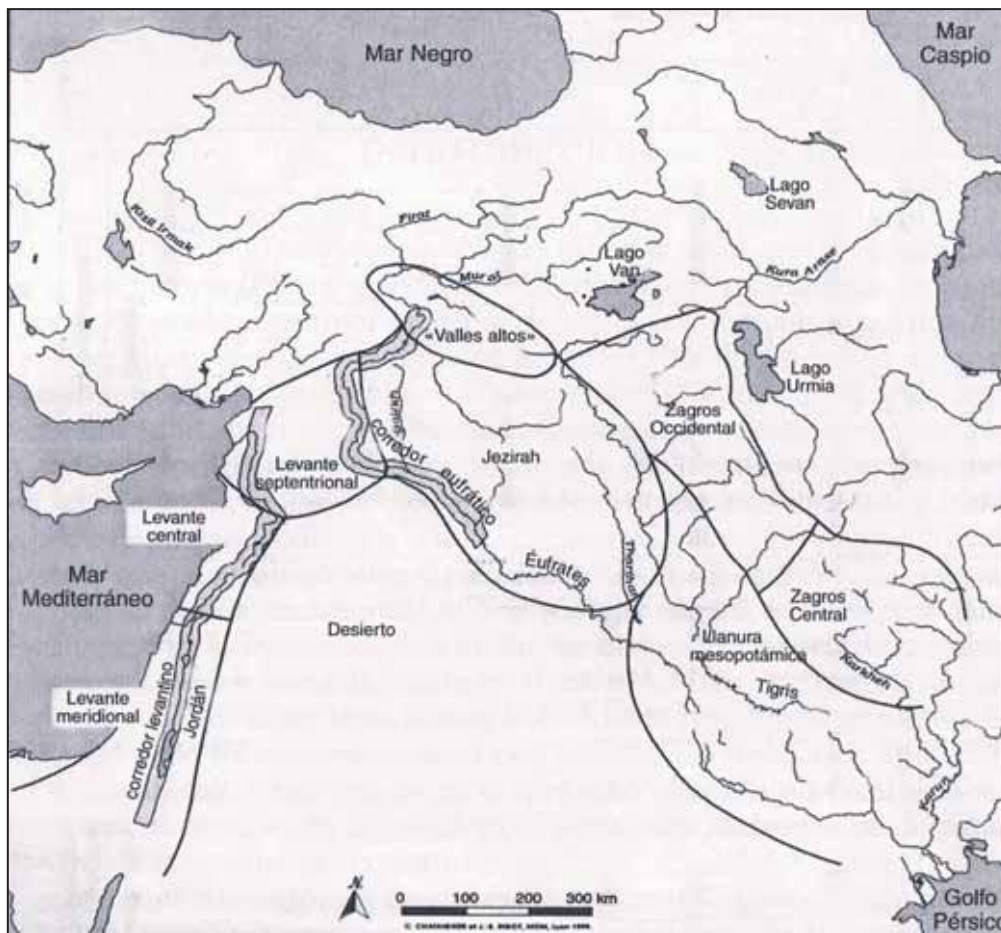 Mar Negro
Mar
Caspio
Lago
Sevan
Kizil Irmak
Firat
Murat
Lago
Van
Kura Araxe
«Valles altos»
Lago
Urmia
Zagros
Occidental
Balikh
corredor eufrático
Jezirah
Levante
septentrional
Levante
central
Mar
Mediterráneo
Éufrates
Desierto
Zagros
Central
Llanura
mesopotámica
Karkheh
Tigris
Levante
meridional
corredor levantino
Jordán
Karun
N
0 100 200 300 km
Golfo
Pérsico